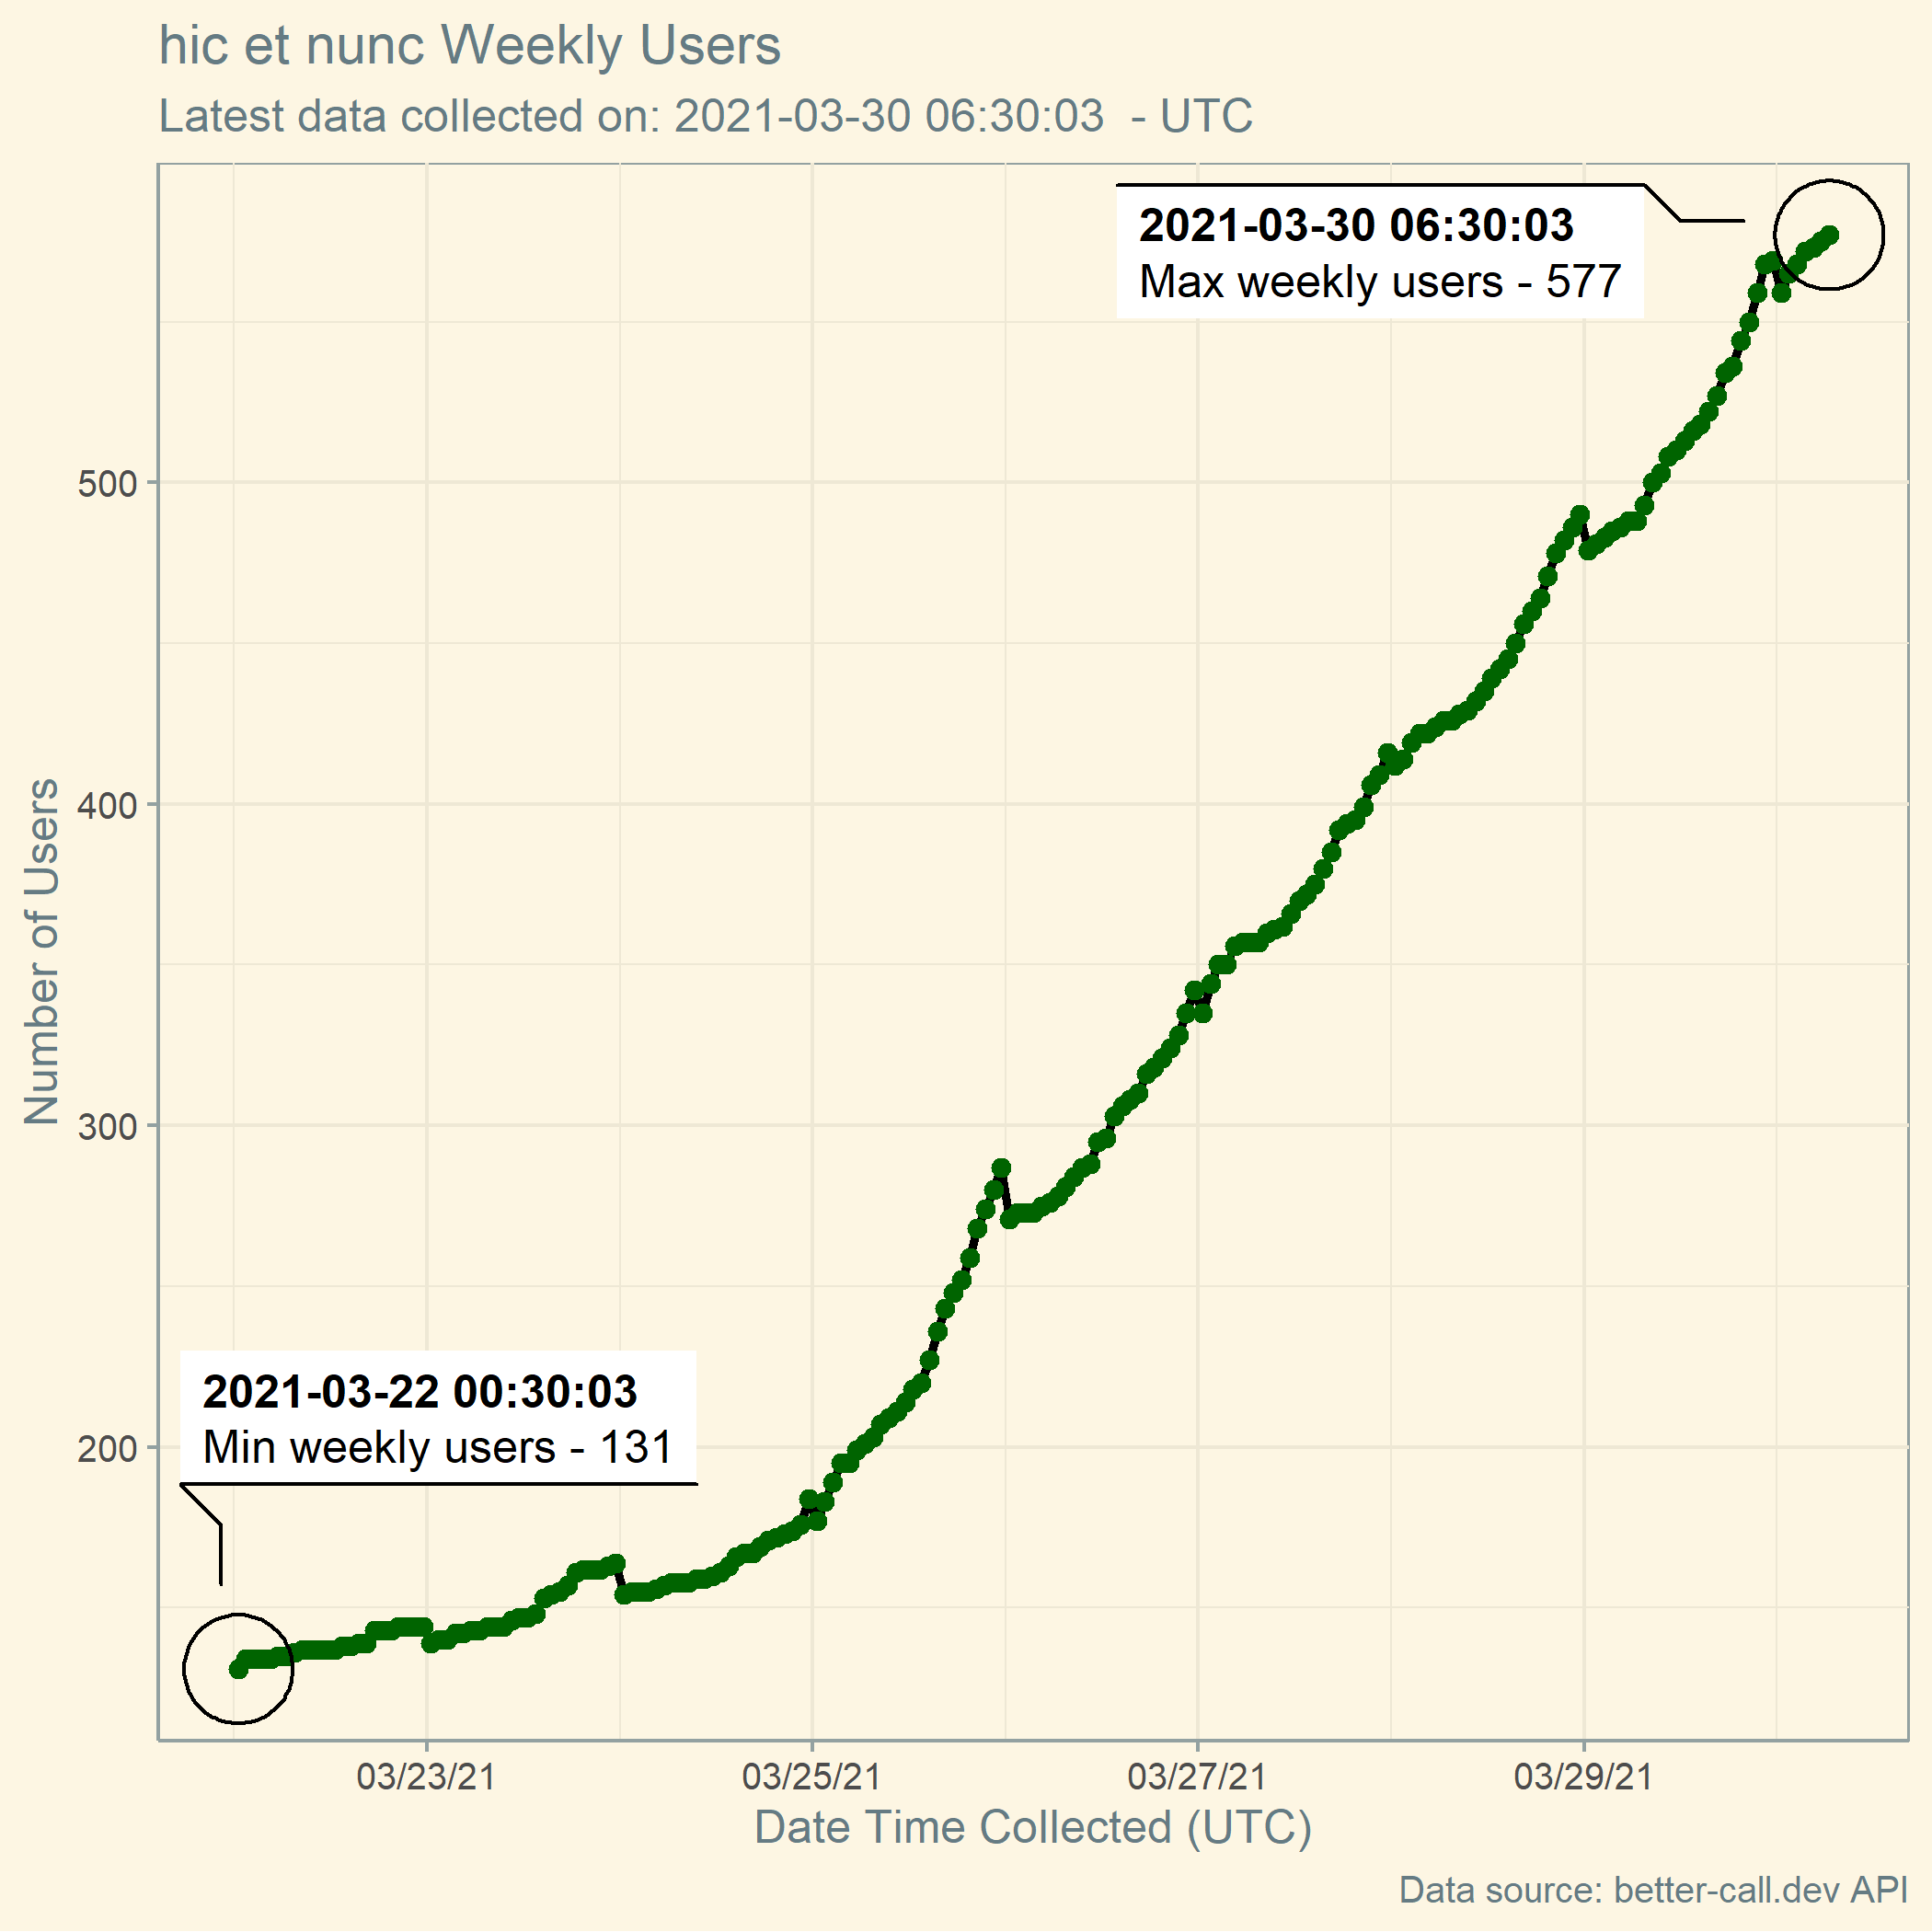 hic et nunc Weekly Users
Latest data collected on: 2021-03-30 06:30:03  - UTC
2021-03-30 06:30:03
Max weekly users - 577
500
400
300
200
Number of Users
2021-03-22 00:30:03
Min weekly users - 131
03/23/21 03/25/21 03/27/21 03/29/21
Date Time Collected (UTC)
Data source: better-call.dev API